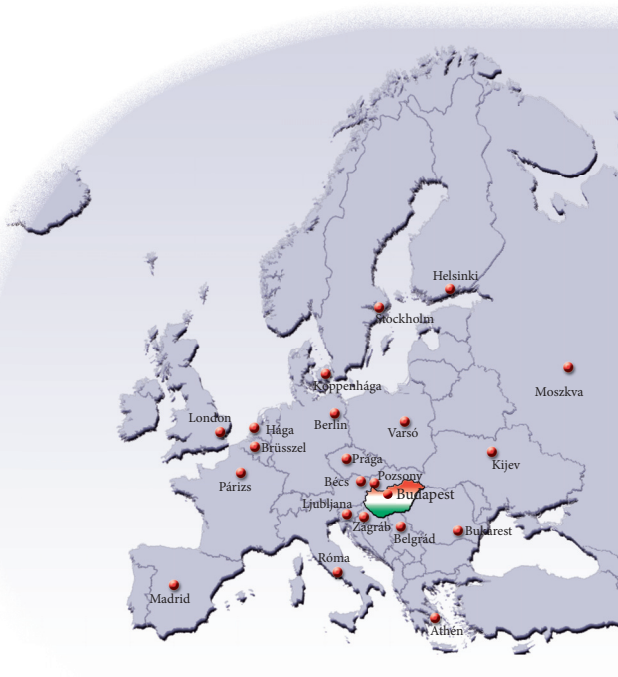 Helsinki
Stockholm
Moszkva
Koppenhága
London
Hága
Berlin
Varsó
Brüsszel
Prága
Kijev
Párizs
Bécs
Pozsony
Budapest
Ljubljana
Zágráb
Belgrád
Bukarest
Róma
Madrid
Athén